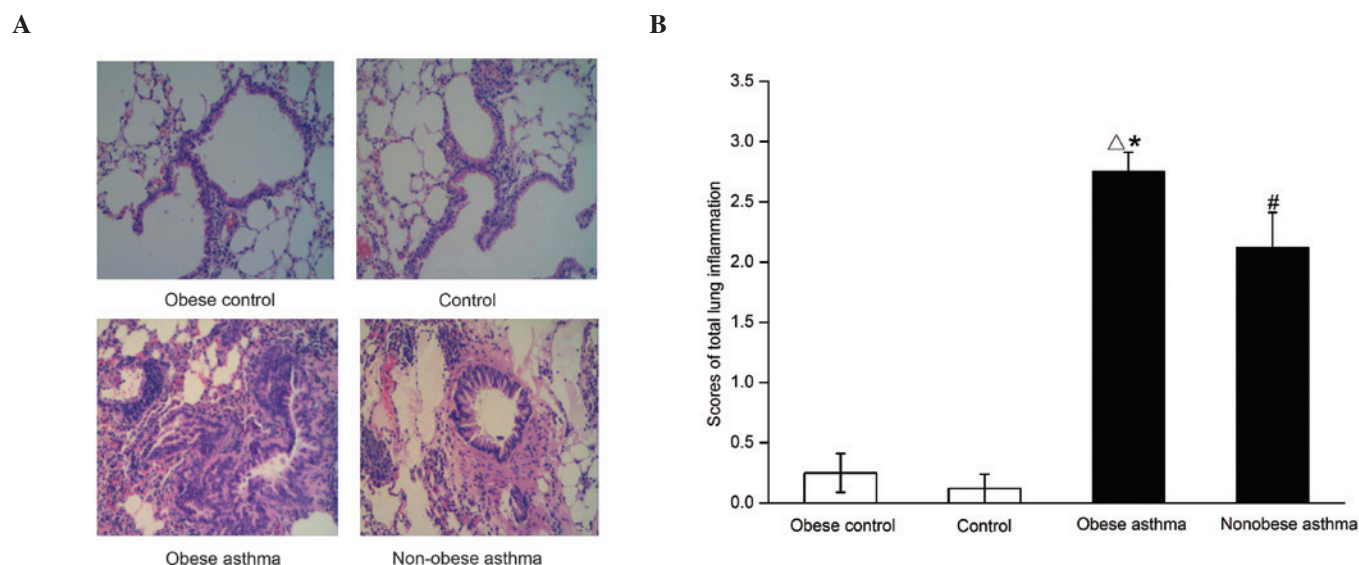 A
Obese control
Control
Obese asthma
Non-obese asthma
B
Scores of total lung inflammation
3.5
3.0
2.5
2.0
1.5
1.0
0.5
0.0
△*
#
Obese control
Control
Obese asthma
Nonobese asthma